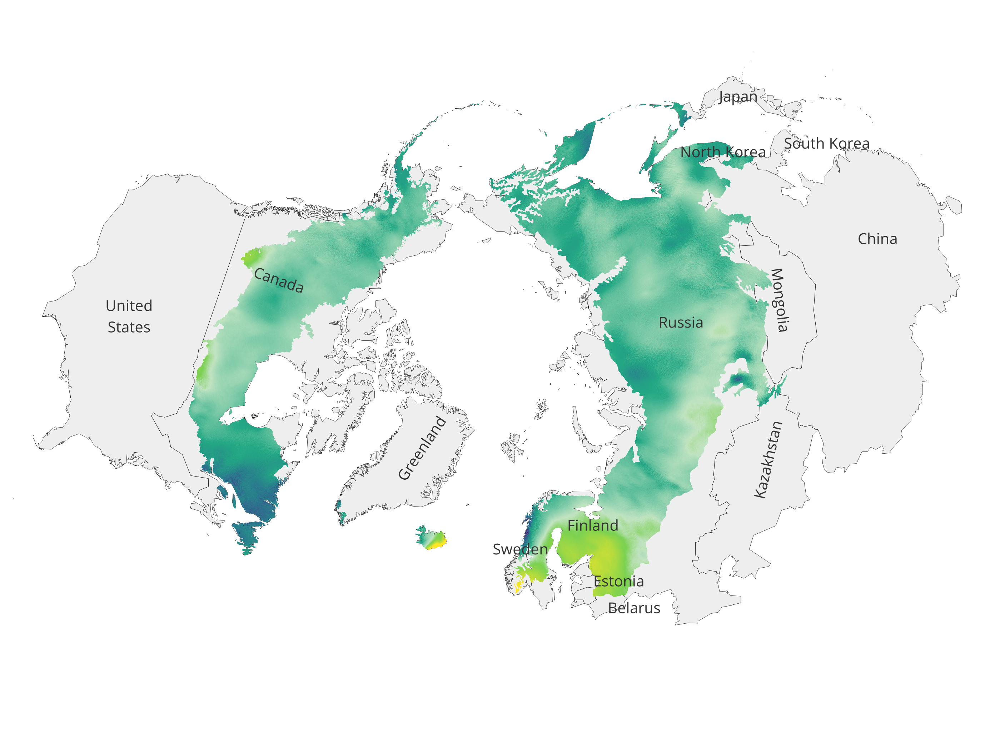 Japan
South Korea
North Korea
China
Canada
Mongolia
United
States
Russia
Greenland
Kazakhstan
Finland
Sweden
Estonia
Belarus